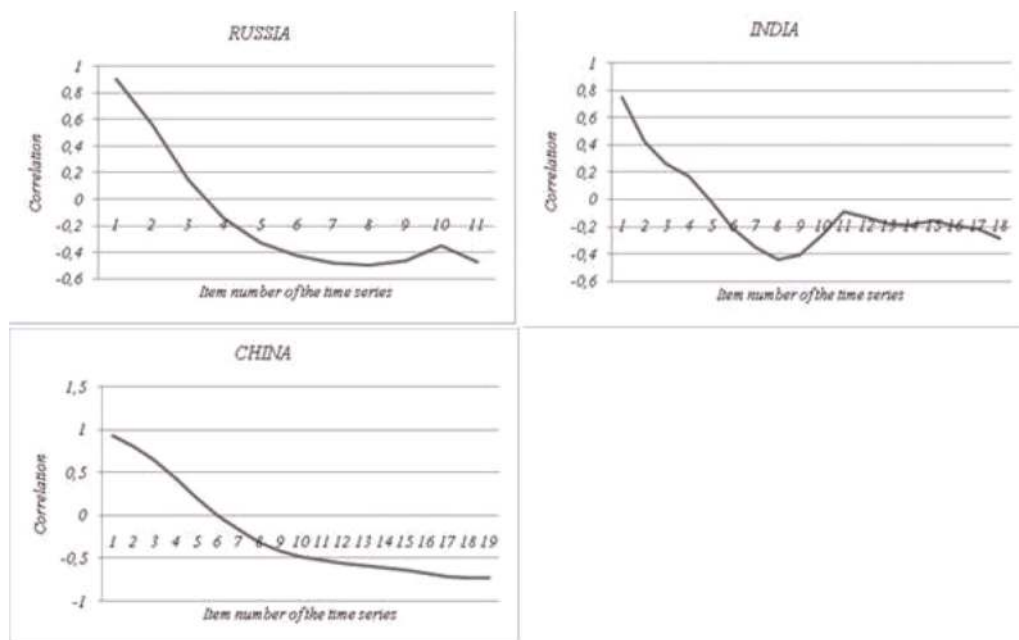 RUSSIA
1
0,8
0,6
0,4
0,2
0
-0,2
-0,4
-0,6
Correlation
1 2 3 4 5 6 7 8 9 10 11
Item number of the time series
INDIA
1
0,8
0,6
0,4
0,2
0
-0,2
-0,4
-0,6
Correlation
1 2 3 4 5 6 7 8 9 10 11 12 13 14 15 16 17 18
Item number of the time series
CHINA
1,5
1
0,5
0
-0,5
-1
Correlation
1 2 3 4 5 6 7 8 9 10 11 12 13 14 15 16 17 18 19
Item number of the time series